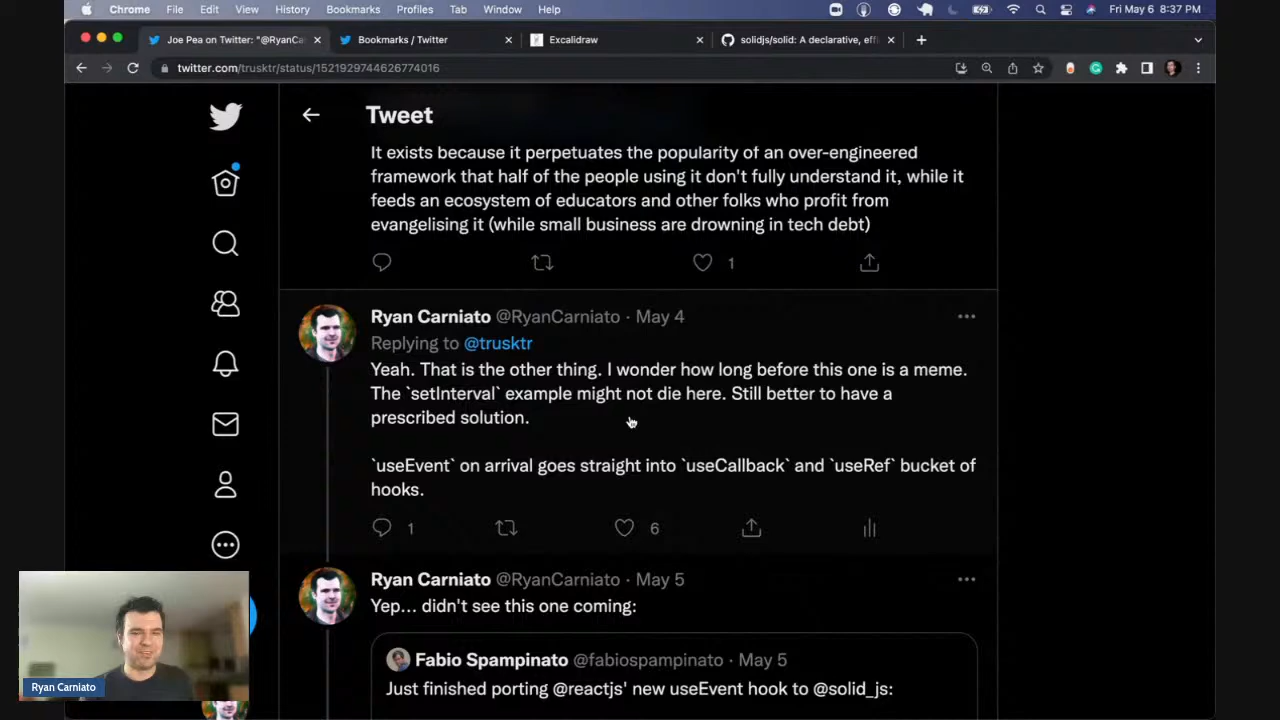 Chrome File Edit View History Bookmarks Profiles Tab Window Help Fri May 6 8:37 PM
Joe Pea on Twitter: "@RyanCa Bookmarks / Twitter Excalidraw solidjs/solid: A declarative, effi
twitter.com/trusktr/status/1521929744626774016
Tweet
It exists because it perpetuates the popularity of an over-engineered
framework that half of the people using it don't fully understand it, while it
feeds an ecosystem of educators and other folks who profit from
evangelising it (while small business are drowning in tech debt)
1
Ryan Carniato @RyanCarniato · May 4
Replying to @trusktr
Yeah. That is the other thing. I wonder how long before this one is a meme.
The `setInterval` example might not die here. Still better to have a
prescribed solution.
`useEvent` on arrival goes straight into `useCallback` and `useRef` bucket of
hooks.
1 6
Ryan Carniato @RyanCarniato · May 5
Yep... didn't see this one coming:
Fabio Spampinato @fabiospampinato · May 5
Just finished porting @reactjs' new useEvent hook to @solid_js:
Ryan Carniato